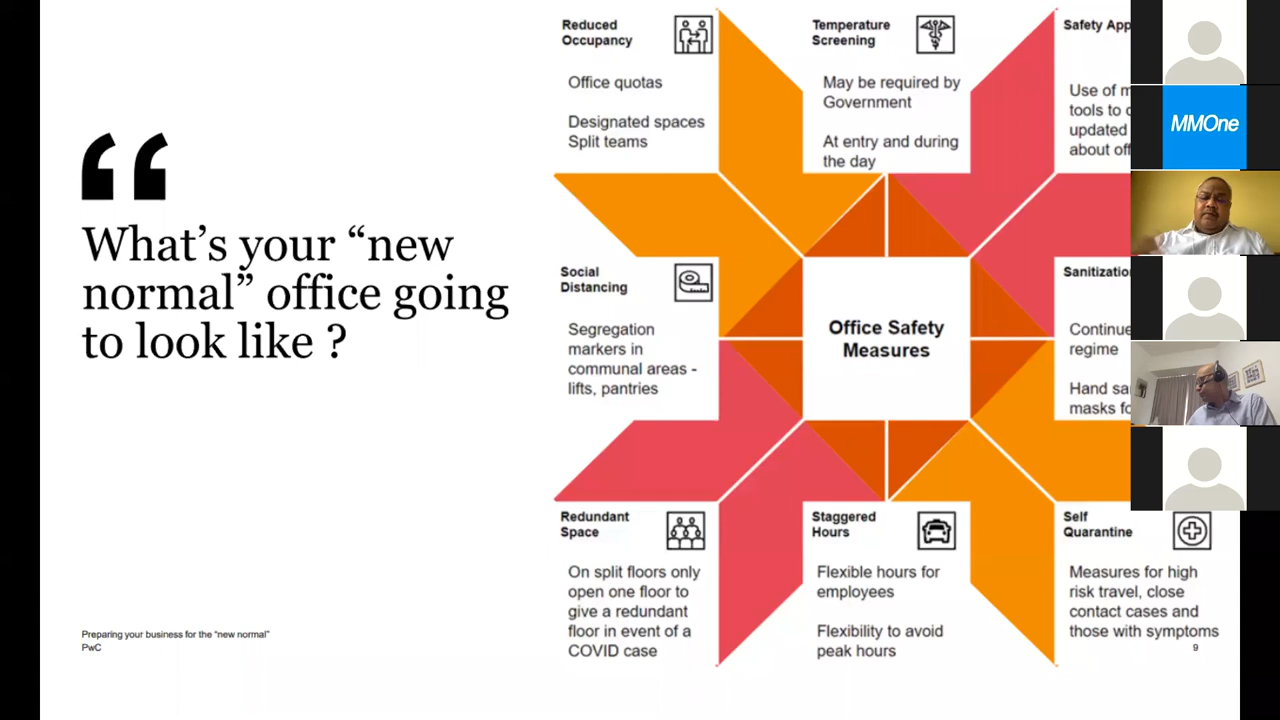 “
What’s your “new
normal” office going
to look like ?
Preparing your business for the “new normal”
PwC
Reduced
Occupancy
Office quotas
Designated spaces
Split teams
Temperature
Screening
May be required by
Government
At entry and during
the day
Safety App
Use of
tools to
updated
about
Social
Distancing
Segregation
markers in
communal areas -
lifts, pantries
Office Safety
Measures
Continue
regime
Hand
masks
Redundant
Space
On split floors only
open one floor to
give a redundant
floor in event of a
COVID case
Staggered
Hours
Flexible hours for
employees
Flexibility to avoid
peak hours
Self
Quarantine
Measures for high
risk travel, close
contact cases and
those with symptoms
9
MMOne